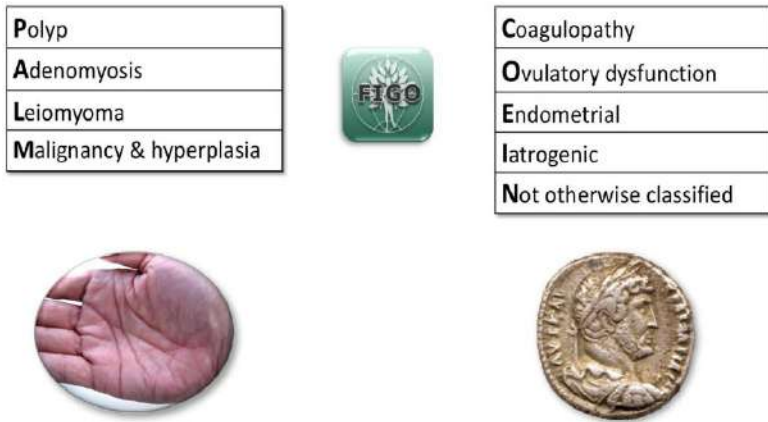 Polyp
Adenomyosis
Leiomyoma
Malignancy & hyperplasia
FIGO
Coagulopathy
Ovulatory dysfunction
Endometrial
Iatrogenic
Not otherwise classified